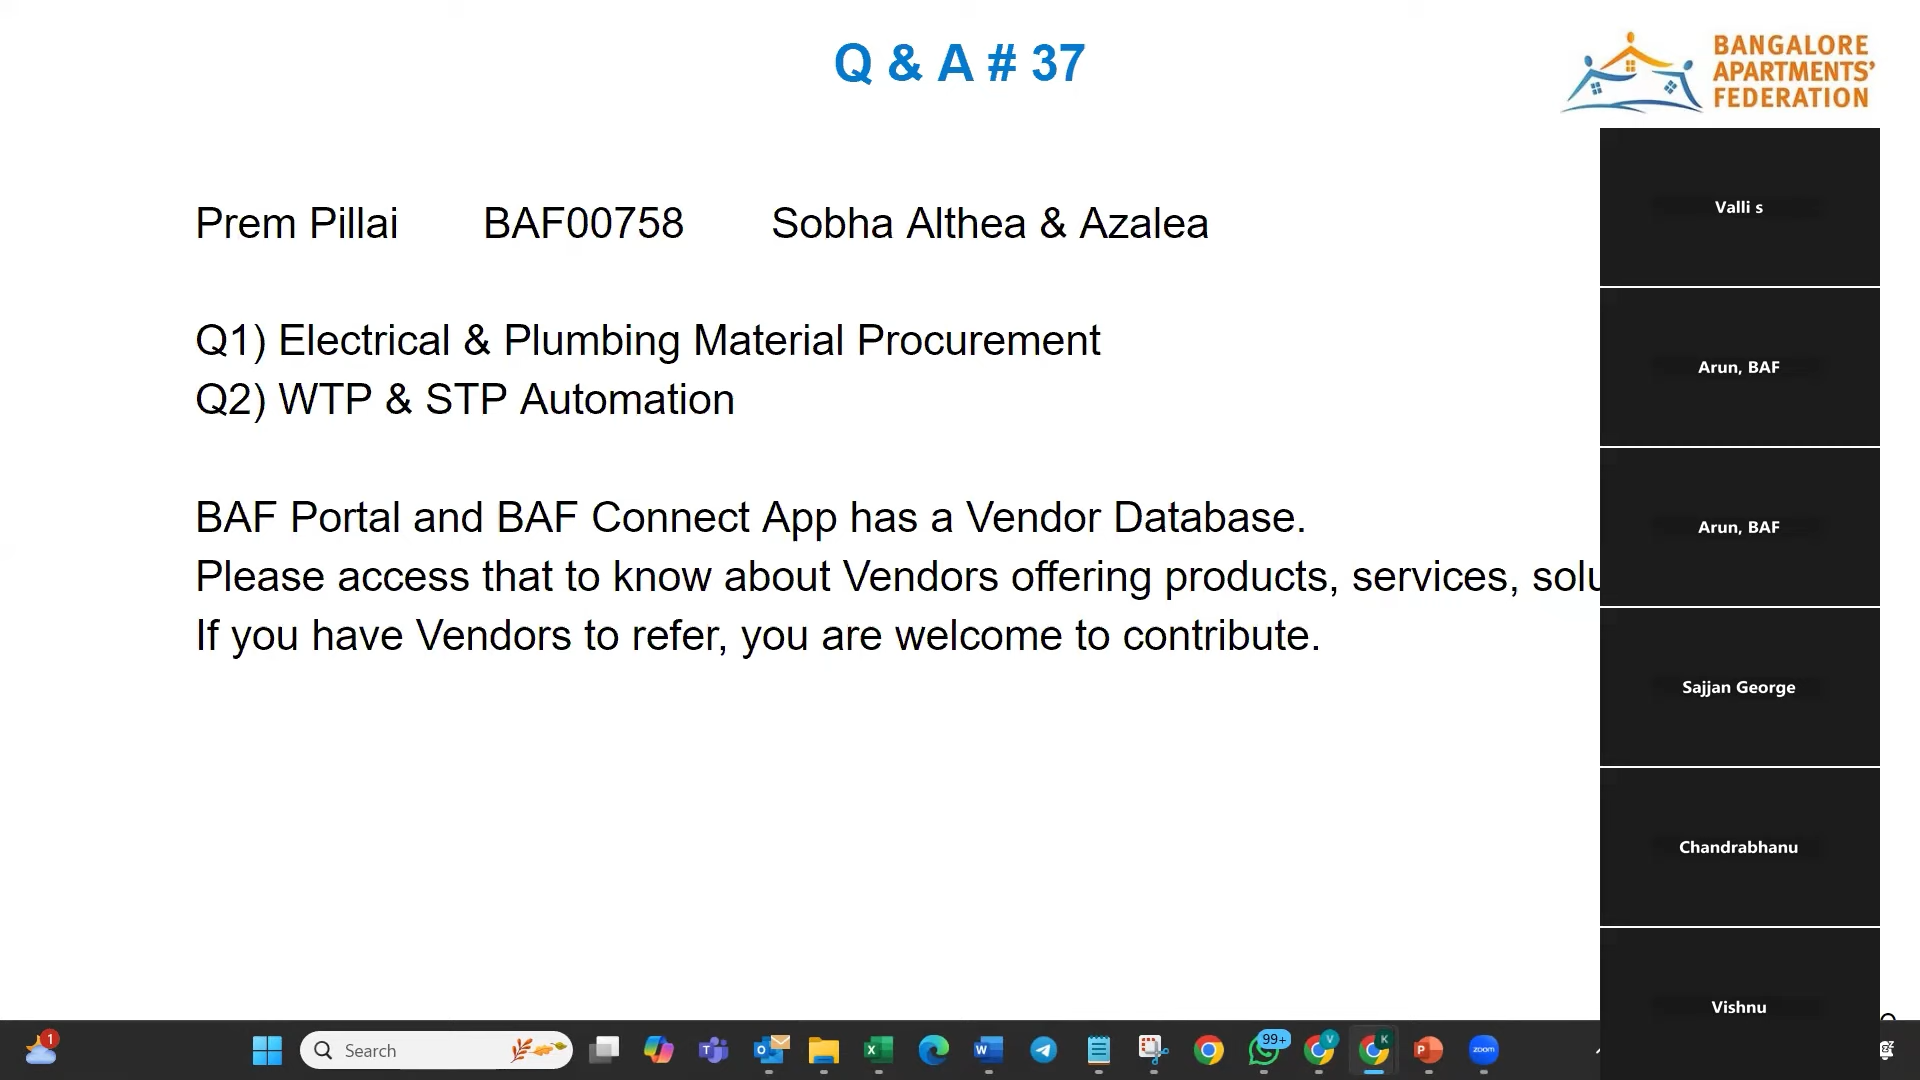 Q & A # 37
BANGALORE
APARTMENTS'
FEDERATION
Prem Pillai BAF00758 Sobha Althea & Azalea
Q1) Electrical & Plumbing Material Procurement
Q2) WTP & STP Automation
BAF Portal and BAF Connect App has a Vendor Database.
Please access that to know about Vendors offering products, services, solu
If you have Vendors to refer, you are welcome to contribute.
Valli s
Arun, BAF
Arun, BAF
Sajjan George
Chandrabhanu
Vishnu
1
Search
99+
V
K
zoom